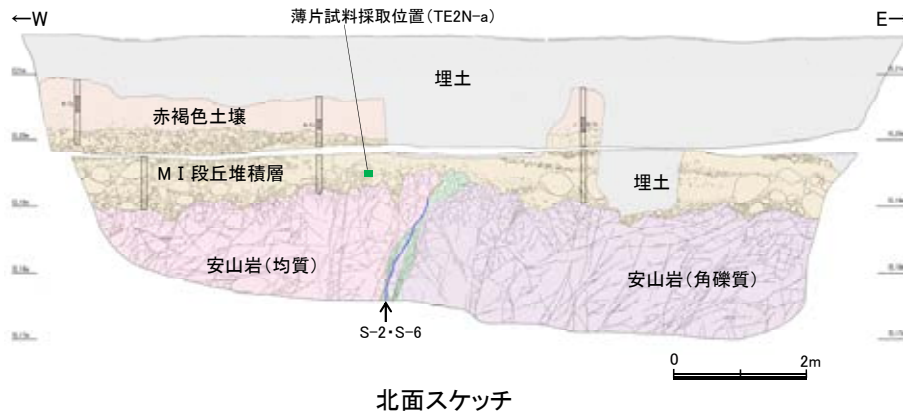 ←W
薄片試料採取位置(TE2N-a)
E→
埋土
赤褐色土壌
MⅠ段丘堆積層
埋土
安山岩(均質)
安山岩(角礫質)
S-2・S-6
0 2m
北面スケッチ